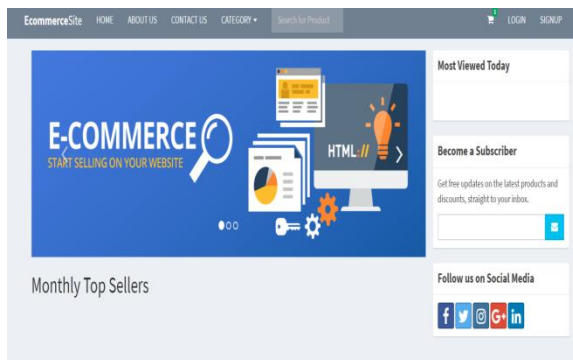 EcommerceSite HOME ABOUT US CONTACT US CATEGORY Search for Product LOGIN SIGNUP
E-COMMERCE
START SELLING ON YOUR WEBSITE
HTML://
Monthly Top Sellers
Most Viewed Today
Become a Subscriber
Get free updates on the latest products and
discounts, straight to your inbox.
Follow us on Social Media
f G+ in